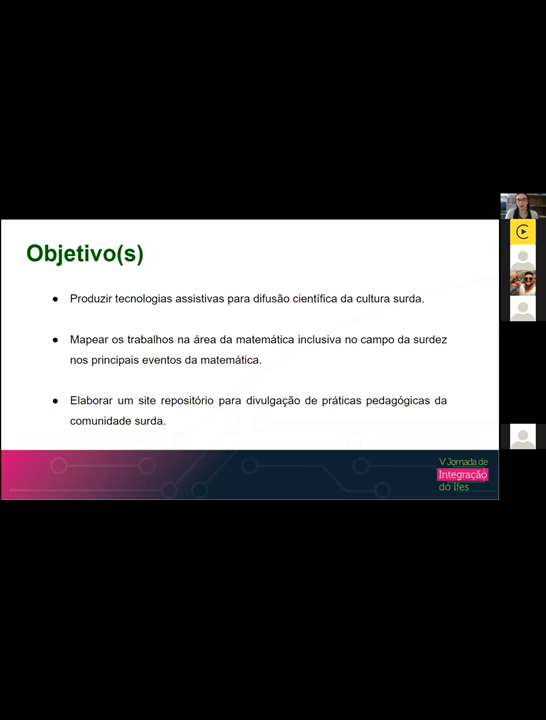 Objetivo(s)
● Produzir tecnologias assistivas para difusão científica da cultura surda.
● Mapear os trabalhos na área da matemática inclusiva no campo da surdez
nos principais eventos da matemática.
● Elaborar um site repositório para divulgação de práticas pedagógicas da
comunidade surda.
V Jornada de
Integração
do Ifes